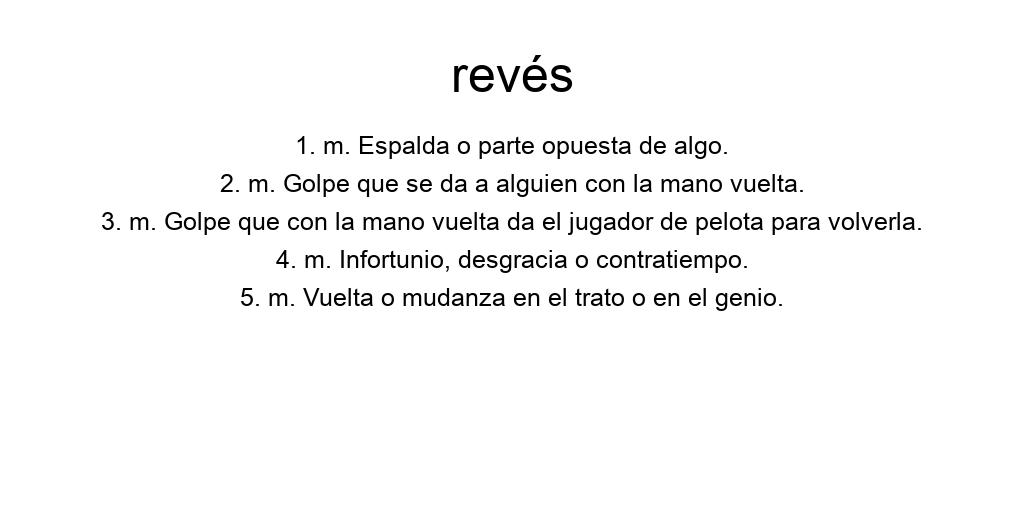 revés
1. m. Espalda o parte opuesta de algo.
2. m. Golpe que se da a alguien con la mano vuelta.
3. m. Golpe que con la mano vuelta da el jugador de pelota para volverla.
4. m. Infortunio, desgracia o contratiempo.
5. m. Vuelta o mudanza en el trato o en el genio.